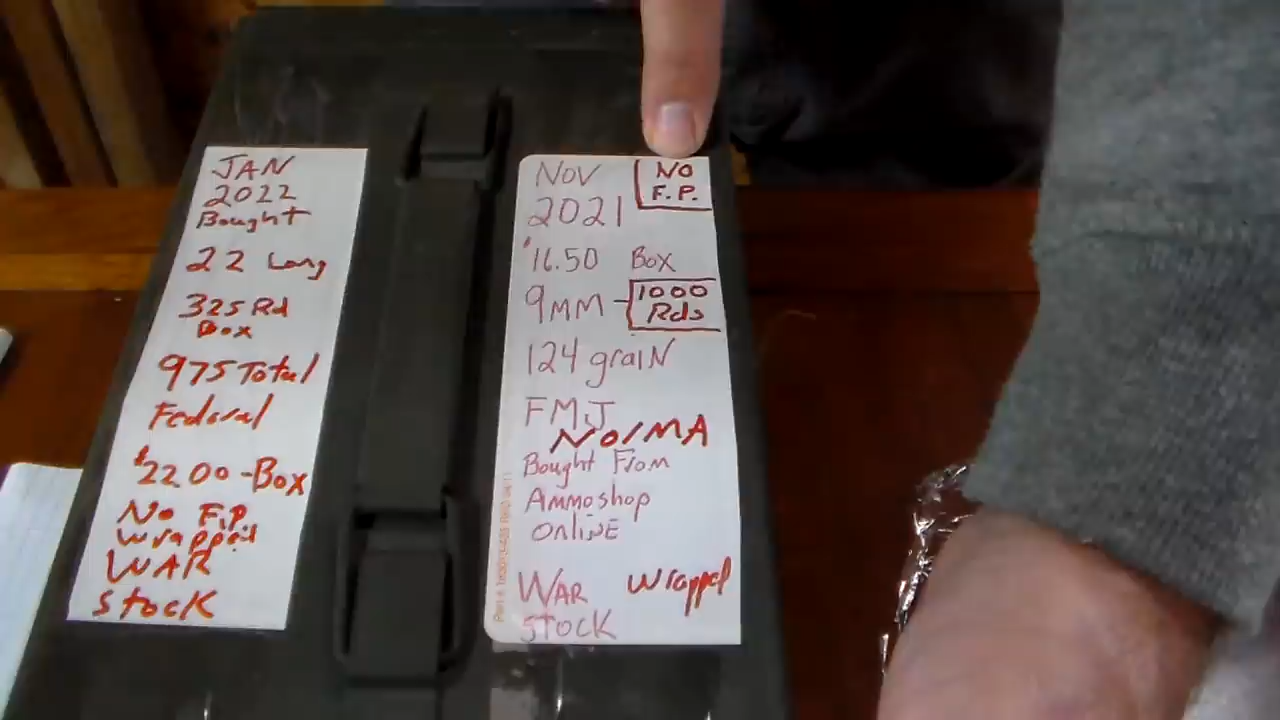 JAN
2022
Bought
22 Long
325 Rd
Box
975 Total
Federal
$22.00-Box
No F.P
Wrapped
WAR
Stock
Nov
2021
NO
F.P.
$16.50 Box
9MM - 1000
Rds
124 graiN
FMJ
NORMA
Bought From
Ammoshop
ONLINE
WAR Wrapped
STOCK